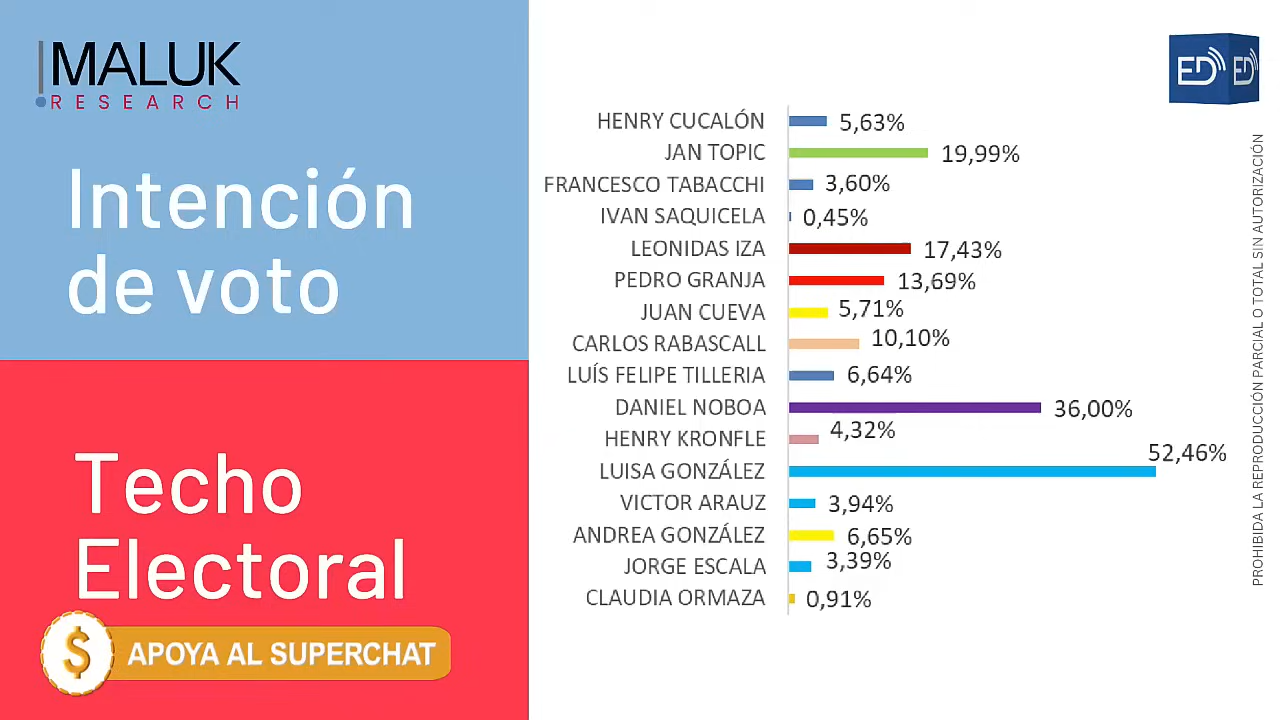 MALUK
RESEARCH
Intención
de voto
Techo
Electoral
$
APOYA AL SUPERCHAT
ED
ED
HENRY CUCALÓN 5,63%
JAN TOPIC 19,99%
FRANCESCO TABACCHI 3,60%
IVAN SAQUICELA 0,45%
LEONIDAS IZA 17,43%
PEDRO GRANJA 13,69%
JUAN CUEVA 5,71%
CARLOS RABASCALL 10,10%
LUÍS FELIPE TILLERIA 6,64%
DANIEL NOBOA 36,00%
HENRY KRONFLE 4,32%
LUISA GONZÁLEZ 52,46%
VICTOR ARAUZ 3,94%
ANDREA GONZÁLEZ 6,65%
JORGE ESCALA 3,39%
CLAUDIA ORMAZA 0,91%
PROHIBIDA LA REPRODUCCIÓN PARCIAL O TOTAL SIN AUTORIZACIÓN